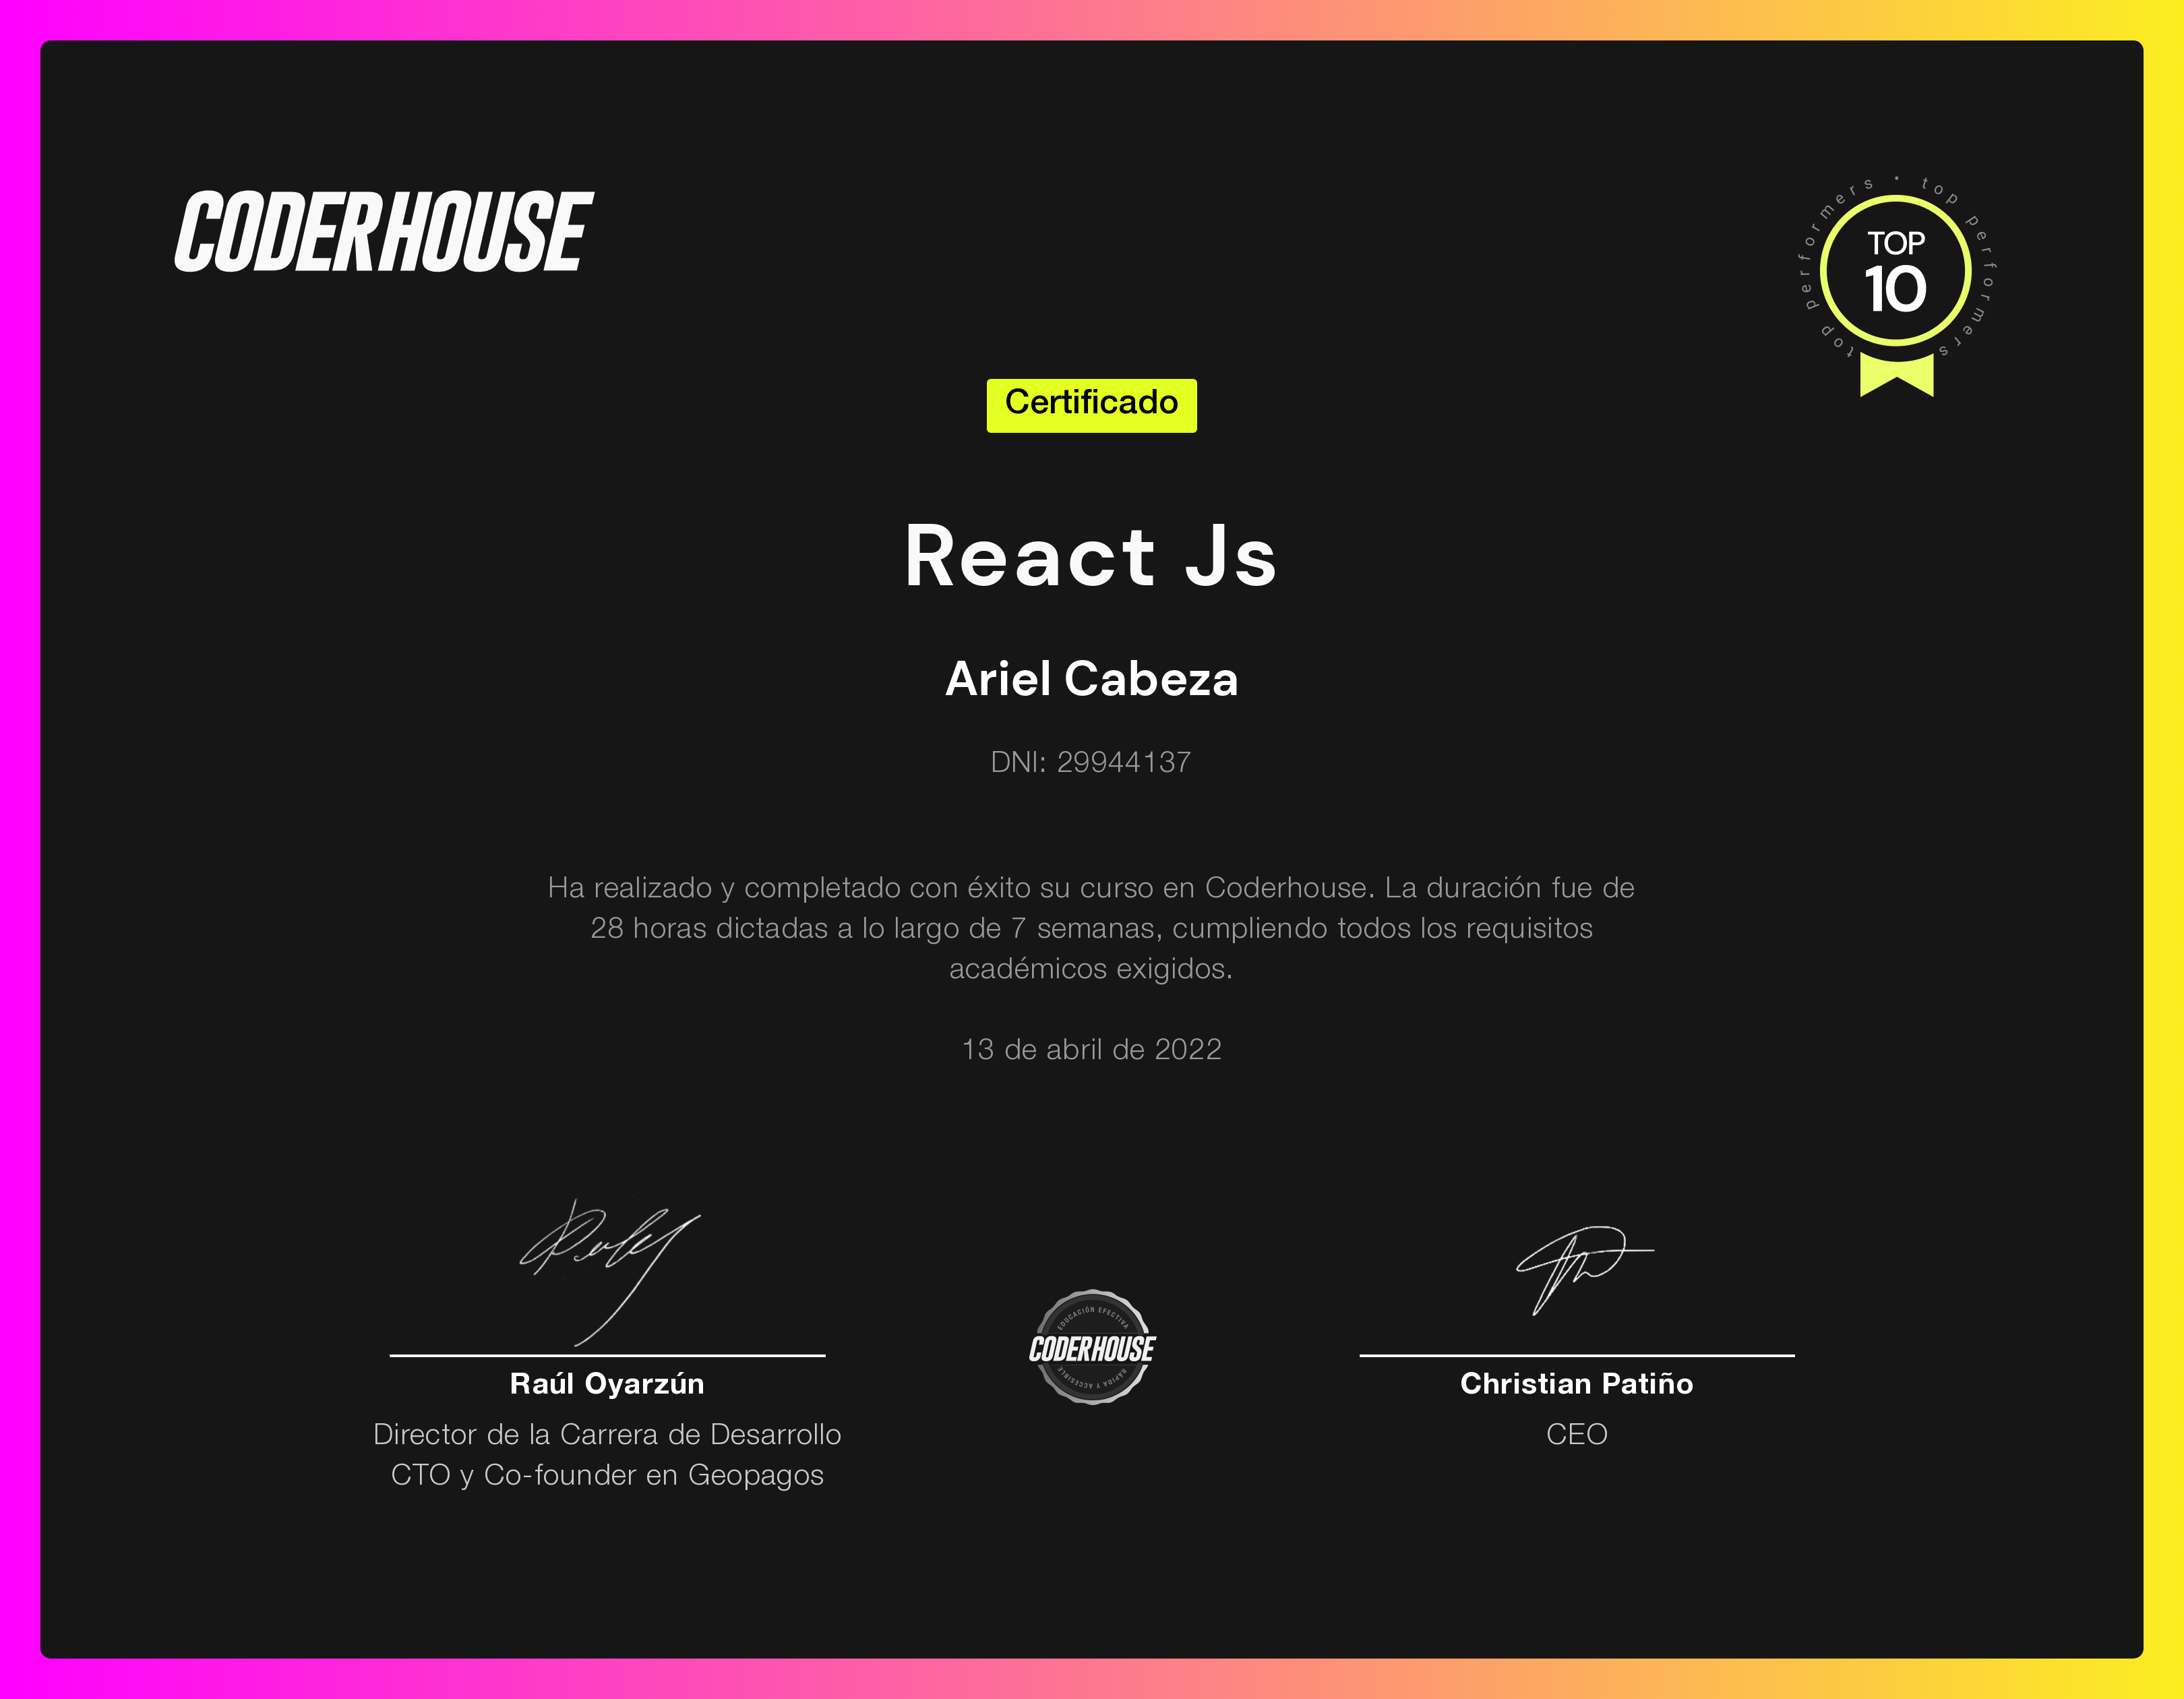 CODERHOUSE
top performers • top performers
TOP
10
Certificado
React Js
Ariel Cabeza
DNI: 29944137
Ha realizado y completado con éxito su curso en Coderhouse. La duración fue de
28 horas dictadas a lo largo de 7 semanas, cumpliendo todos los requisitos
académicos exigidos.
13 de abril de 2022
EDUCACIÓN EFECTIVA
CODERHOUSE
RÁPIDA Y ACCESIBLE
Raúl Oyarzún
Director de la Carrera de Desarrollo
CTO y Co-founder en Geopagos
Christian Patiño
CEO